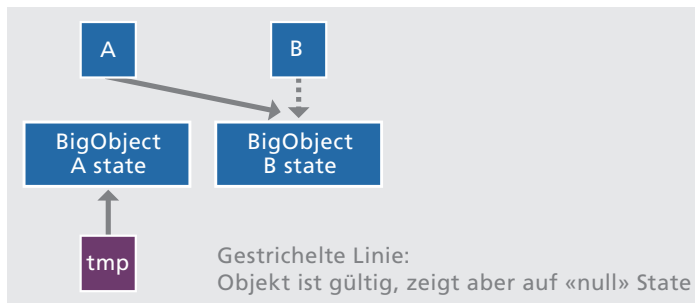 A
B
BigObject
A state
BigObject
B state
tmp
Gestrichelte Linie:
Objekt ist gültig, zeigt aber auf «null» State